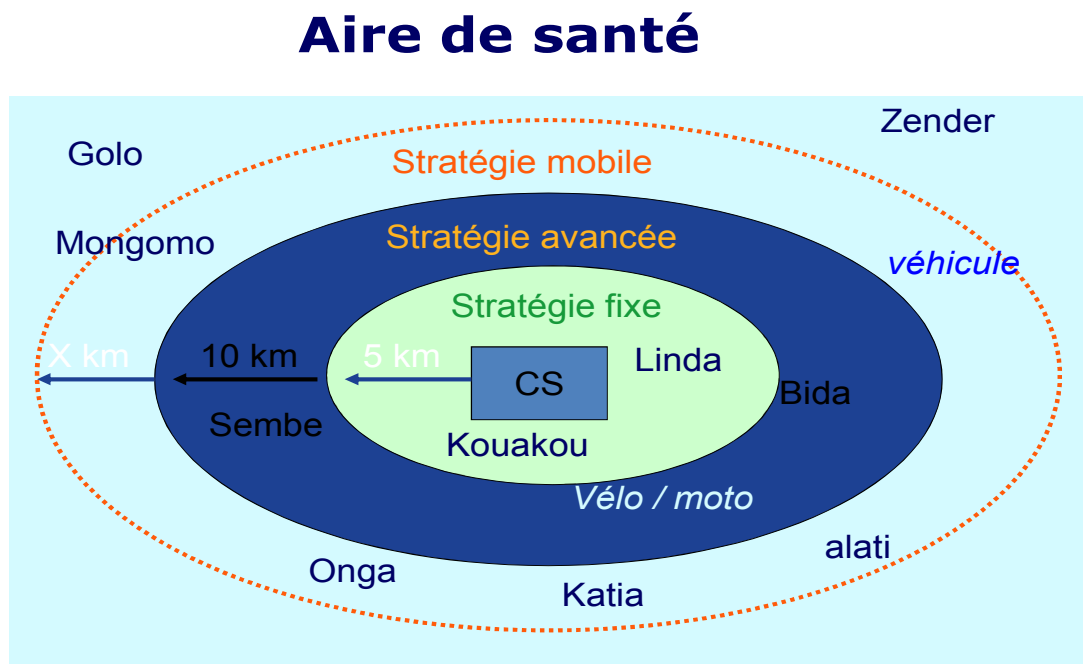 Aire de santé
Zender
Golo
Stratégie mobile
Mongomo
Stratégie avancée
véhicule
Stratégie fixe
X km
10 km
5 km
Linda
CS
Bida
Sembe
Kouakou
Vélo / moto
alati
Onga
Katia